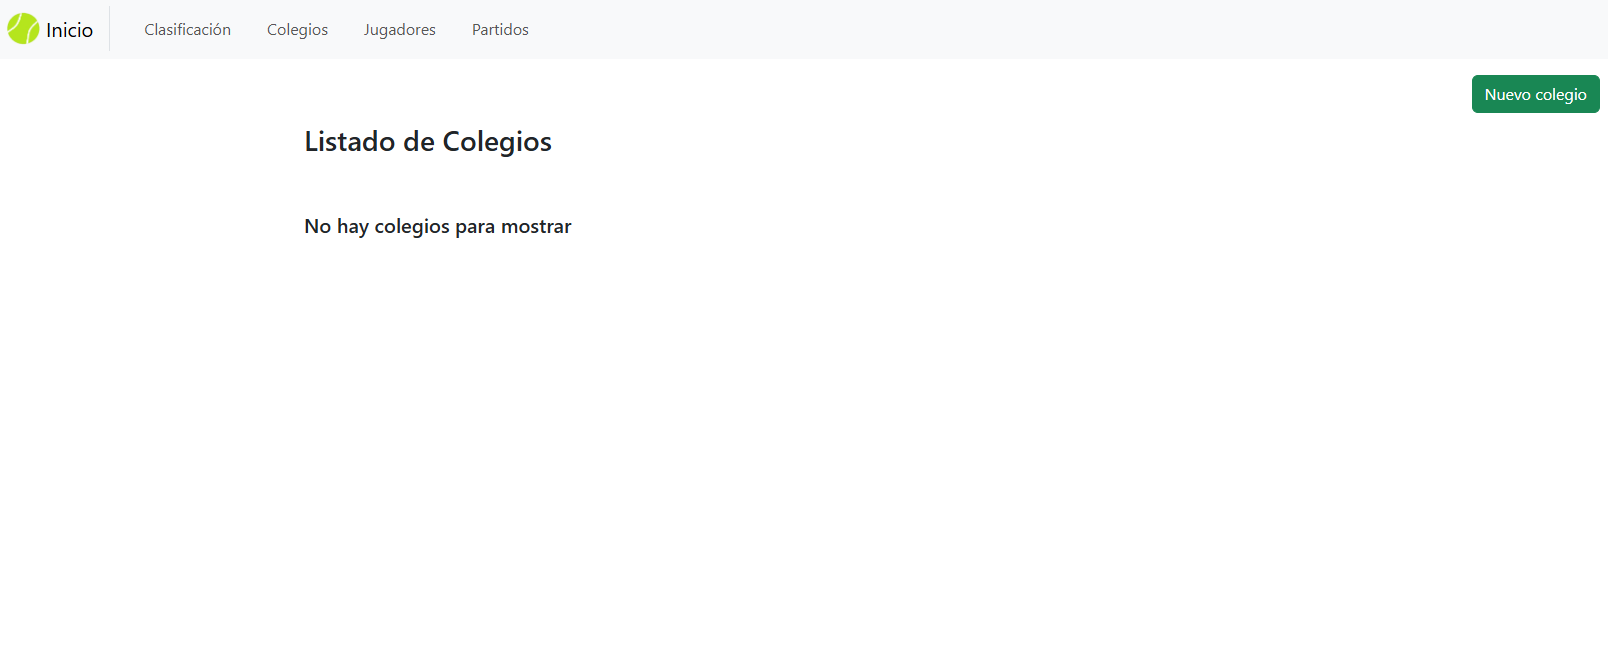 Inicio
Clasificación
Colegios
Jugadores
Partidos
Nuevo colegio
Listado de Colegios
No hay colegios para mostrar